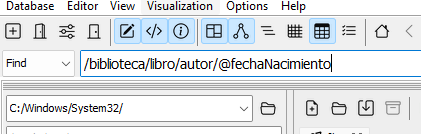 Database Editor View Visualization Options Help
Find /biblioteca/libro/autor/@fechaNacimiento
C:/Windows/System32/